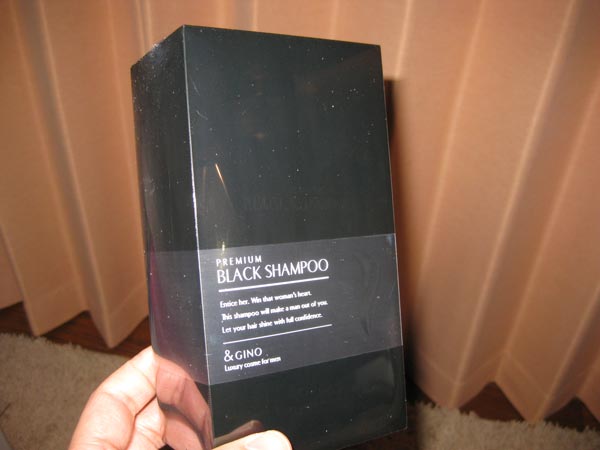 PREMIUM
BLACK SHAMPOO
Entice her. Win that woman's heart.
This shampoo will make a man out of you.
Let your hair shine with full confidence.
&GINO
Luxury cosme for men